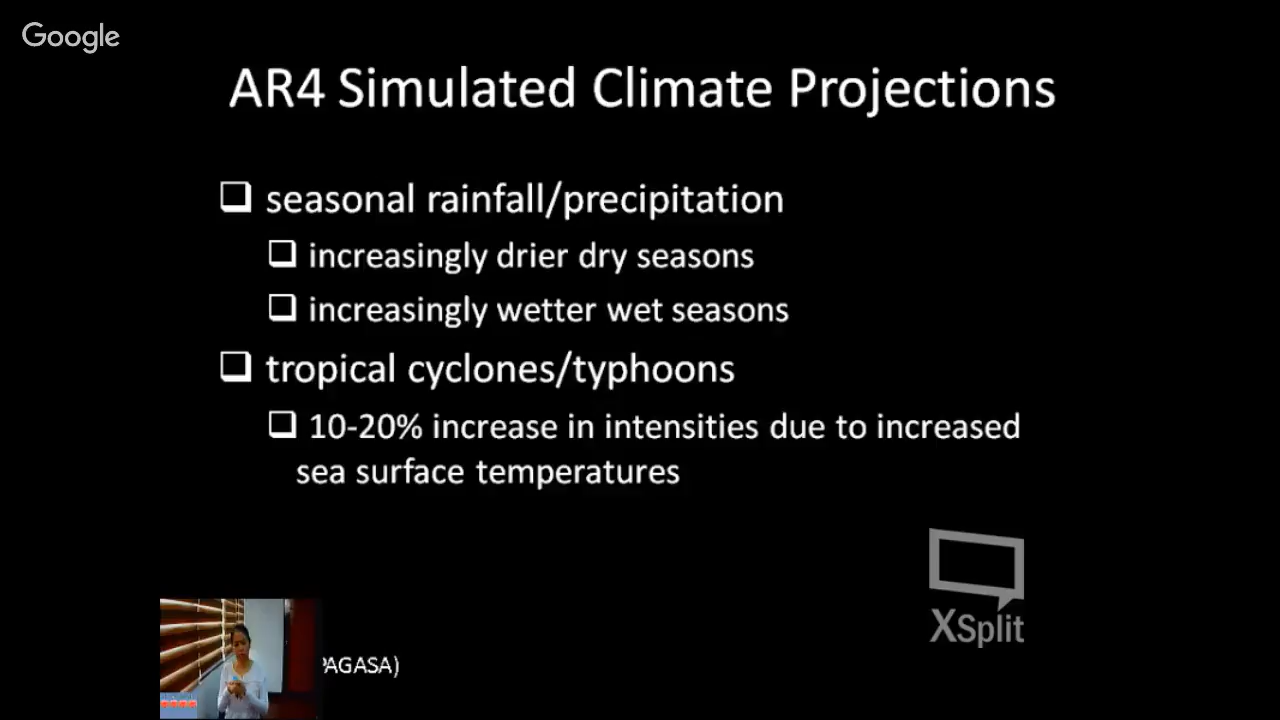 Google
AR4 Simulated Climate Projections
seasonal rainfall/precipitation
increasingly drier dry seasons
increasingly wetter wet seasons
tropical cyclones/typhoons
10-20% increase in intensities due to increased
sea surface temperatures
XSplit
PAGASA)